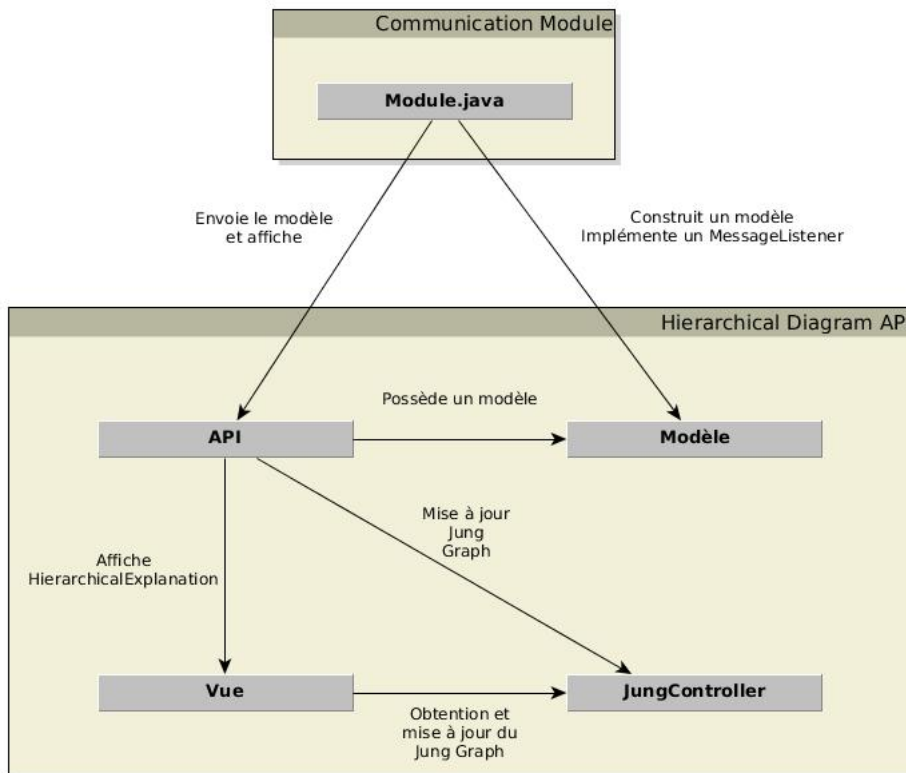 Communication Module
Module.java
Envoie le modèle
et affiche
Construit un modèle
Implémente un MessageListener
Hierarchical Diagram AP
Possède un modèle
API
Modèle
Mise à jour
Jung
Graph
Affiche
HierarchicalExplanation
Vue
JungController
Obtention et
mise à jour du
Jung Graph